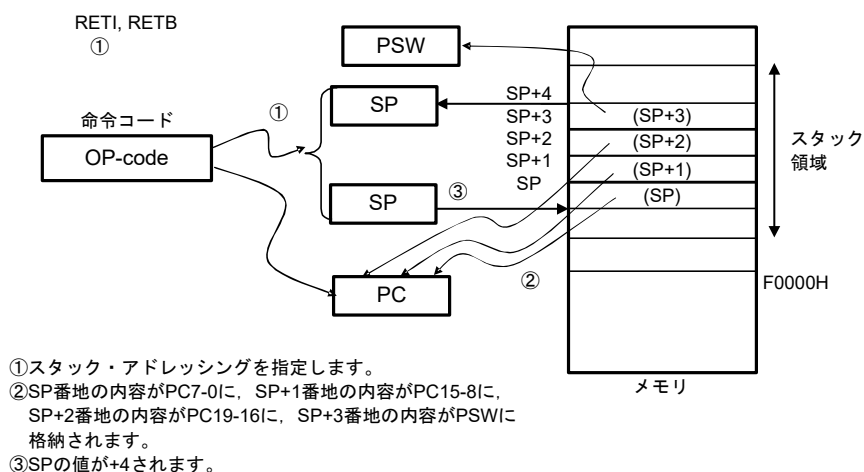 RETI, RETB
①
PSW
SP
SP+4
SP+3
SP+2
SP+1
SP
(SP+3)
(SP+2)
(SP+1)
(SP)
スタック
領域
①
命令コード
OP-code
SP
③
②
PC
F0000H
メモリ
①スタック・アドレッシングを指定します。
②SP番地の内容がPC7-0に，SP+1番地の内容がPC15-8に，
SP+2番地の内容がPC19-16に，SP+3番地の内容がPSWに
格納されます。
③SPの値が+4されます。